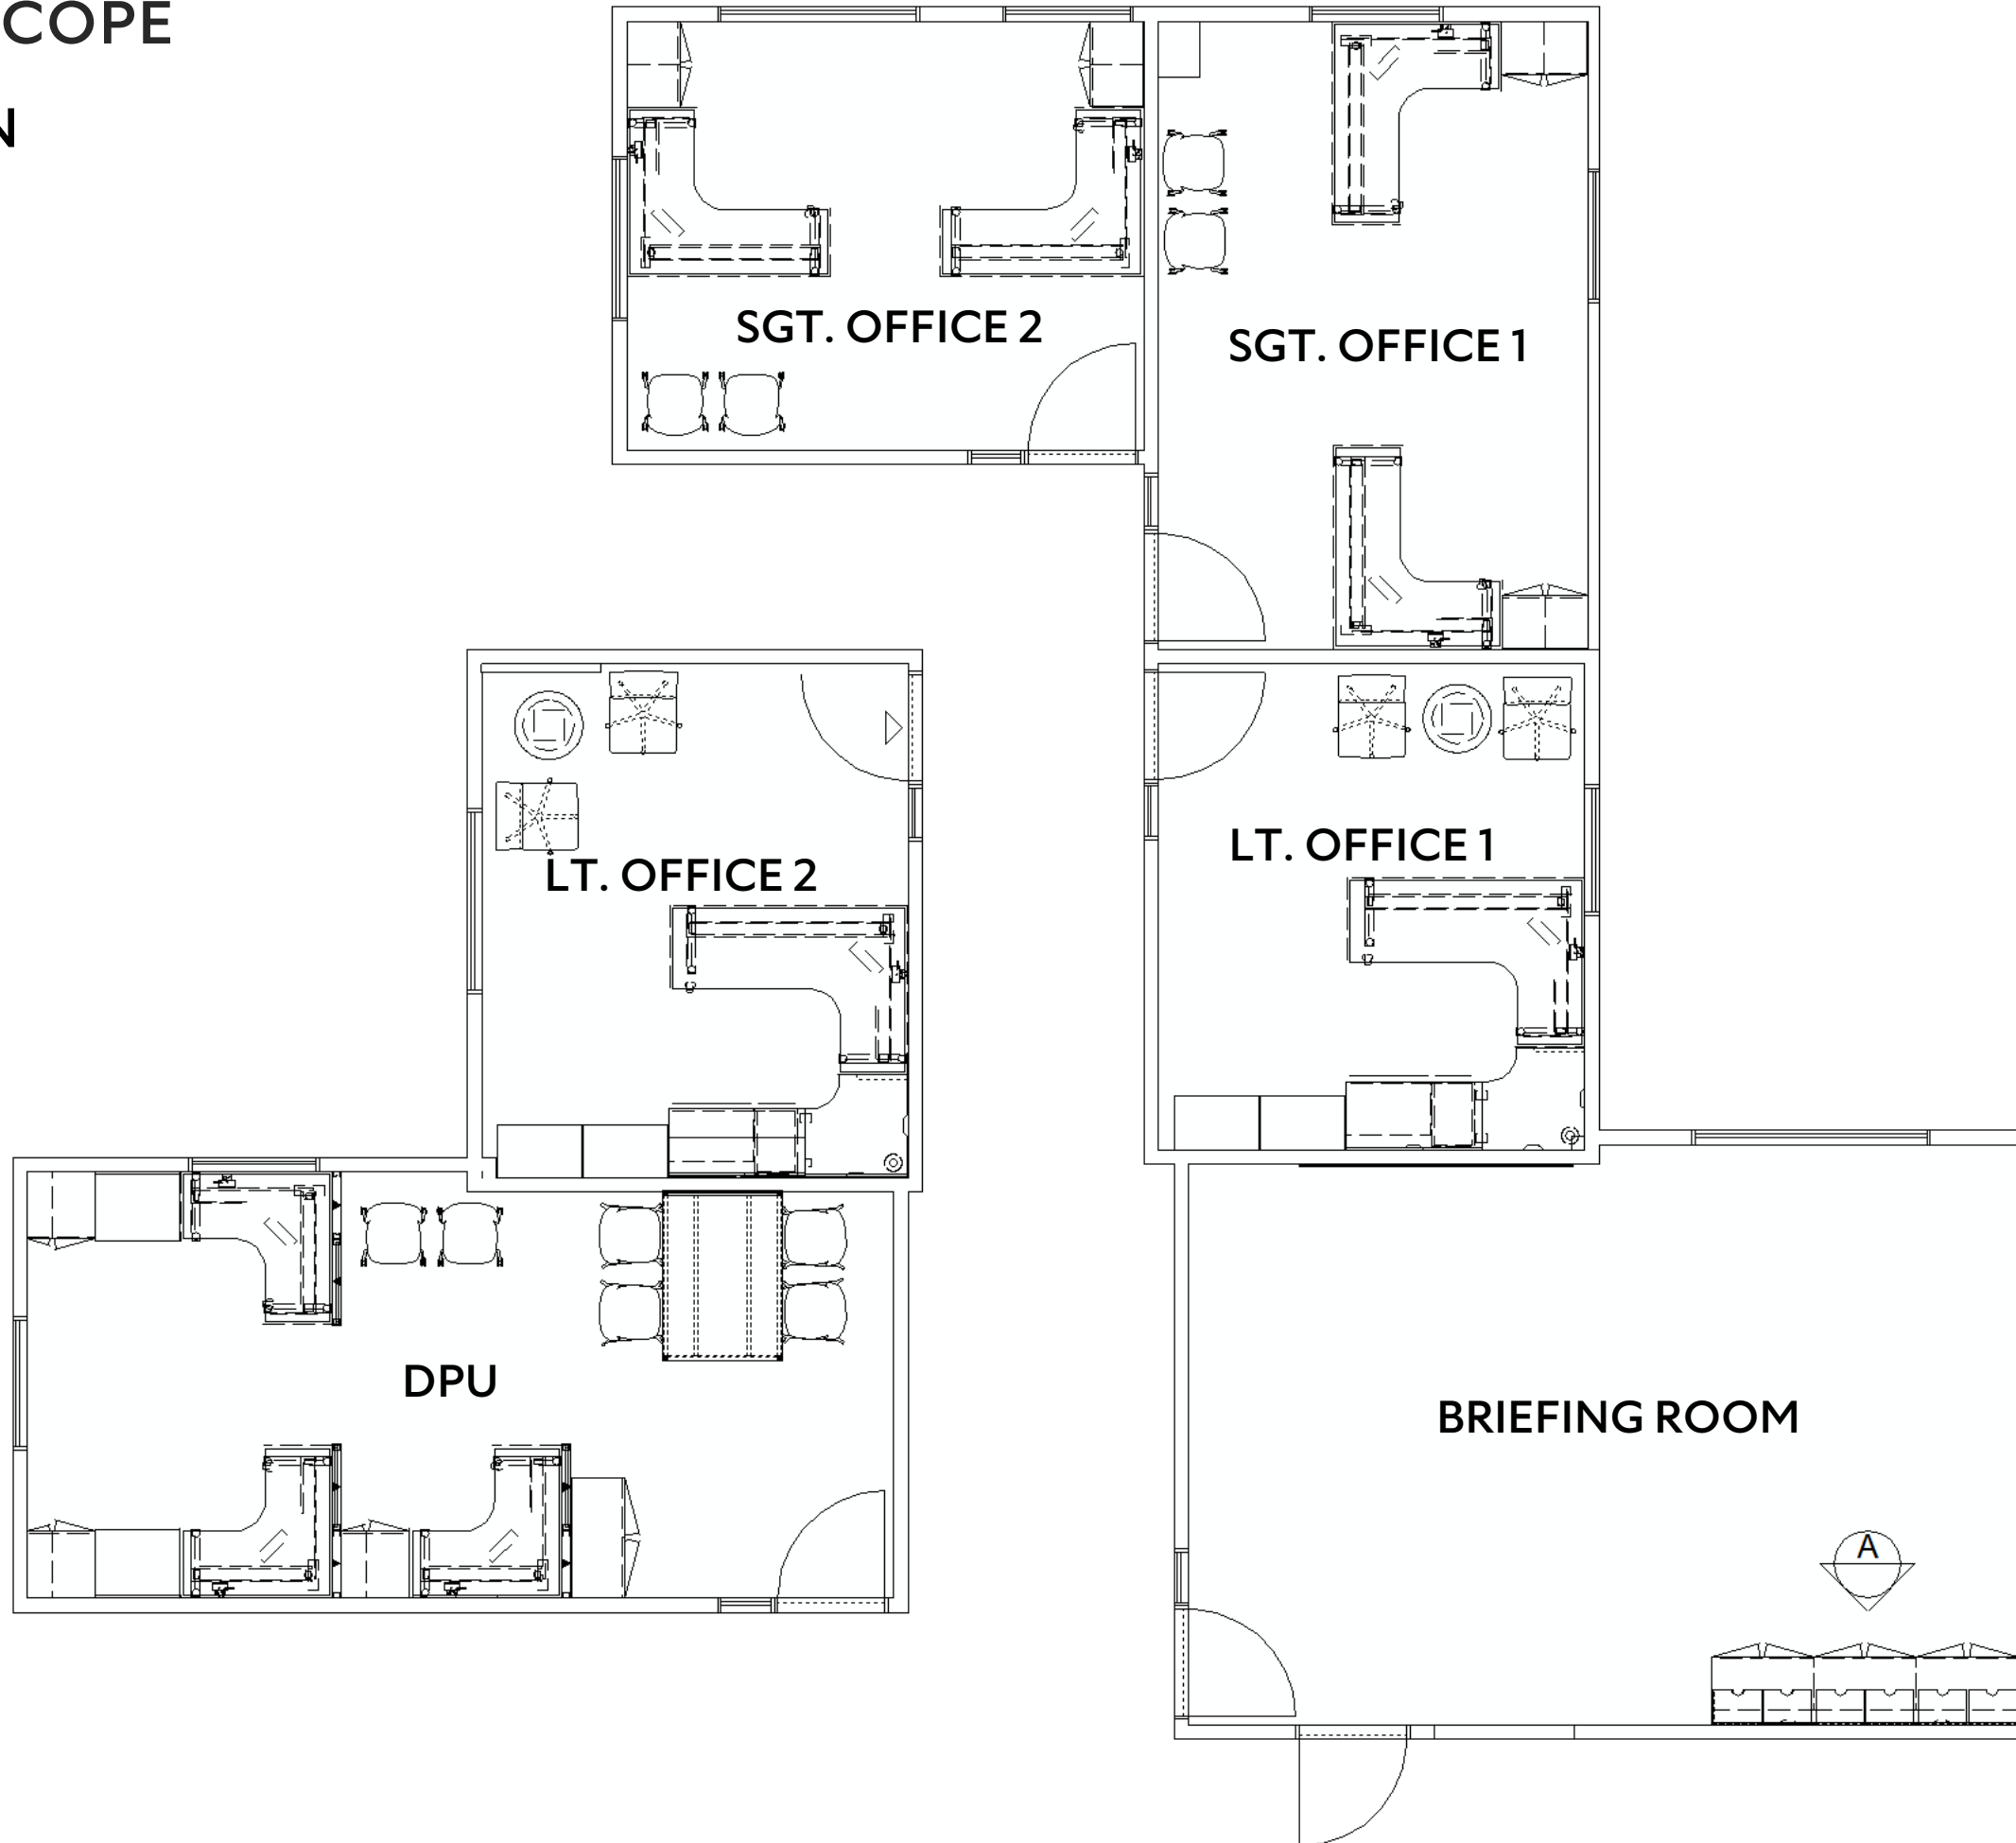 COPE
N
SGT. OFFICE 2
SGT. OFFICE 1
LT. OFFICE 1
LT. OFFICE 2
DPU
BRIEFING ROOM
A